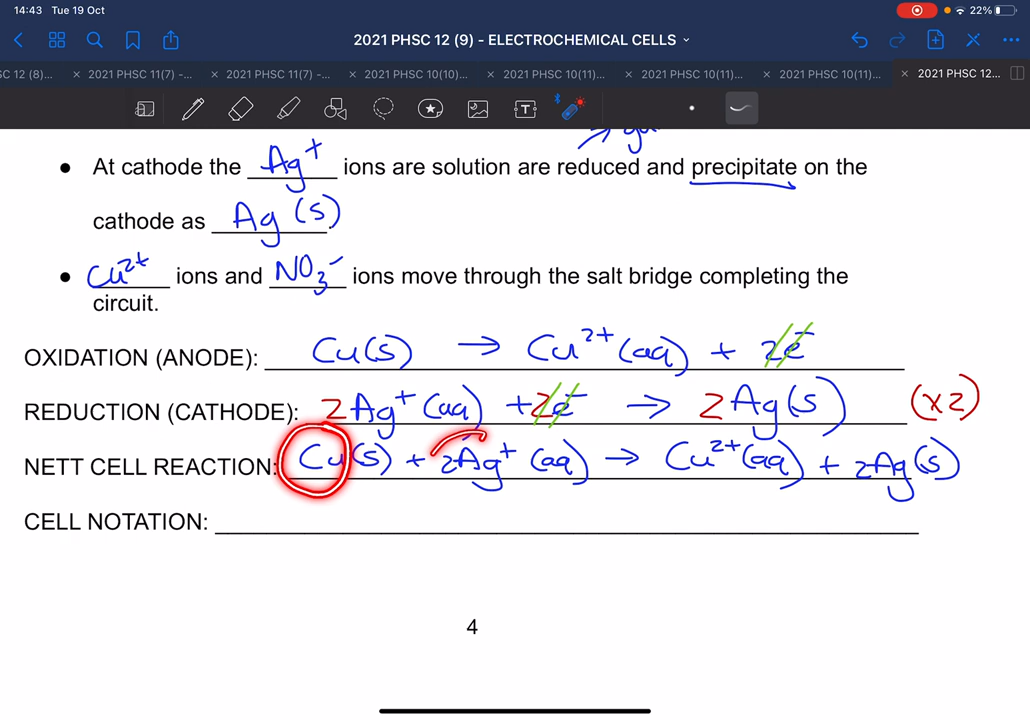 14:43 Tue 19 Oct 22%
2021 PHSC 12 (9) - ELECTROCHEMICAL CELLS
SC 12 (8)... × 2021 PHSC 11(7) -... × 2021 PHSC 11(7) -... × 2021 PHSC 10(10)... × 2021 PHSC 10(11)... × 2021 PHSC 10(11)... × 2021 PHSC 10(11)... × 2021 PHSC 12...
• At cathode the Ag⁺ ions are solution are reduced and precipitate on the
cathode as Ag (s).
• Cu²⁺ ions and NO₃⁻ ions move through the salt bridge completing the
circuit.
OXIDATION (ANODE): Cu(s) → Cu²⁺(aq) + 2e⁻
REDUCTION (CATHODE): 2Ag⁺(aq) + 2e⁻ → 2Ag(s) (x2)
NETT CELL REACTION: Cu(s) + 2Ag⁺(aq) → Cu²⁺(aq) + 2Ag(s)
CELL NOTATION:
4